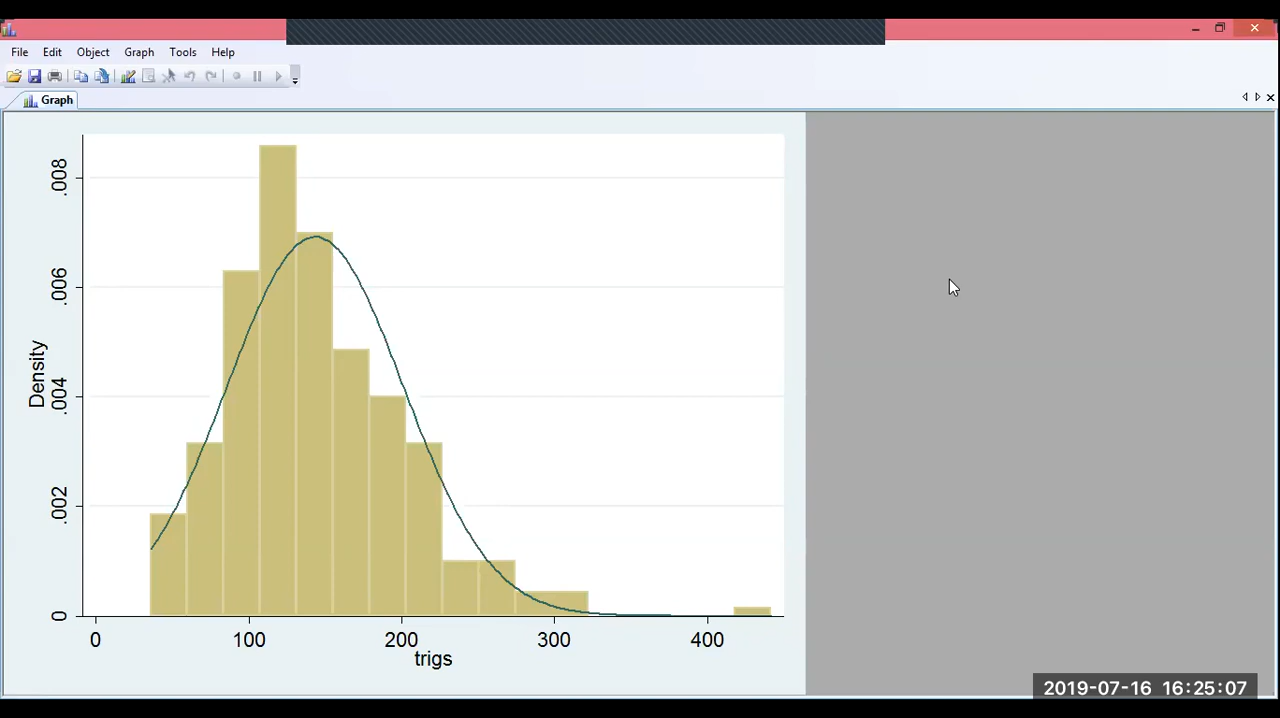 File Edit Object Graph Tools Help
Graph
.008
.006
.004
.002
0
Density
0 100 200 300 400
trigs
2019-07-16 16:25:07